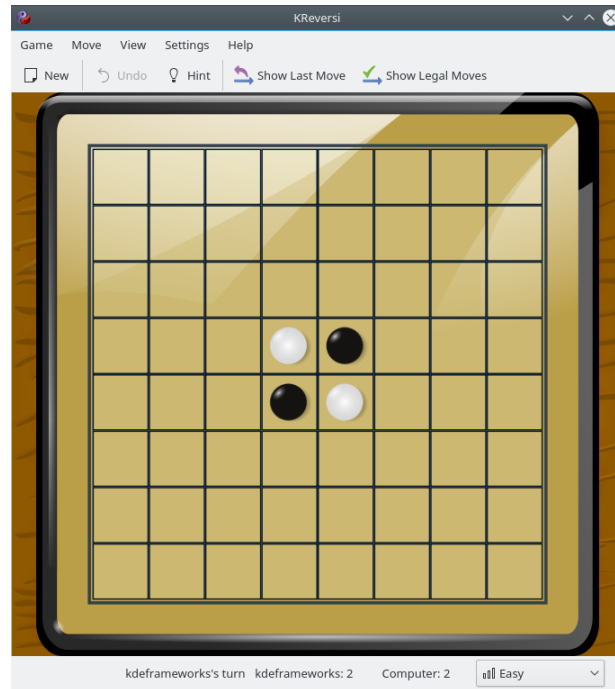 KReversi
Game Move View Settings Help
New Undo Hint Show Last Move Show Legal Moves
kdeframeworks's turn kdeframeworks: 2 Computer: 2 Easy